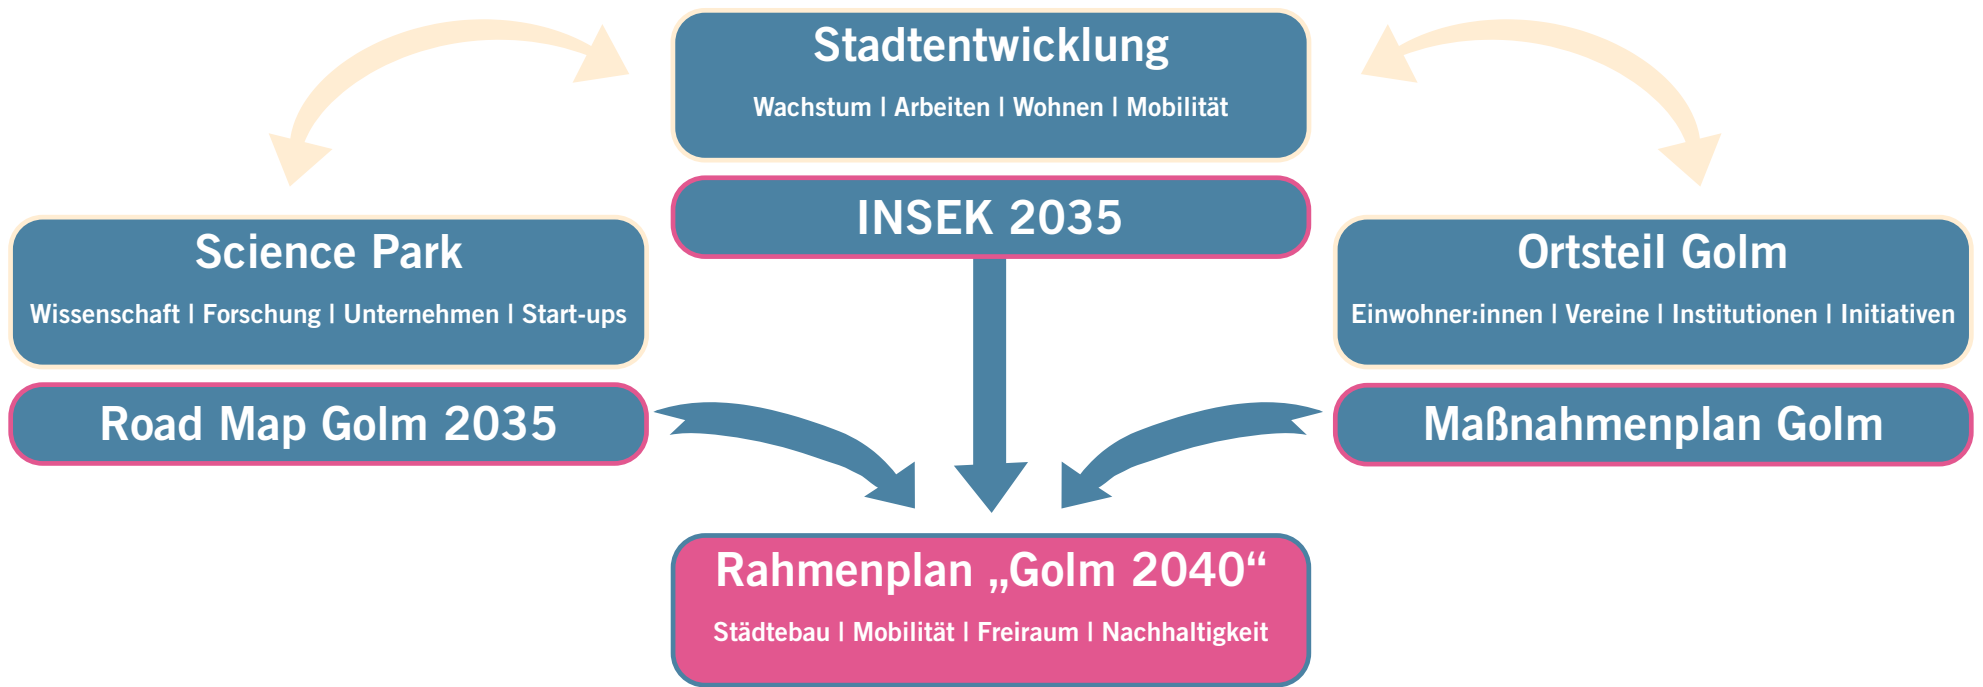 Stadtentwicklung
Wachstum | Arbeiten | Wohnen | Mobilität
INSEK 2035
Science Park
Wissenschaft | Forschung | Unternehmen | Start-ups
Road Map Golm 2035
Ortsteil Golm
Einwohner:innen | Vereine | Institutionen | Initiativen
Maßnahmenplan Golm
Rahmenplan „Golm 2040“
Städtebau | Mobilität | Freiraum | Nachhaltigkeit